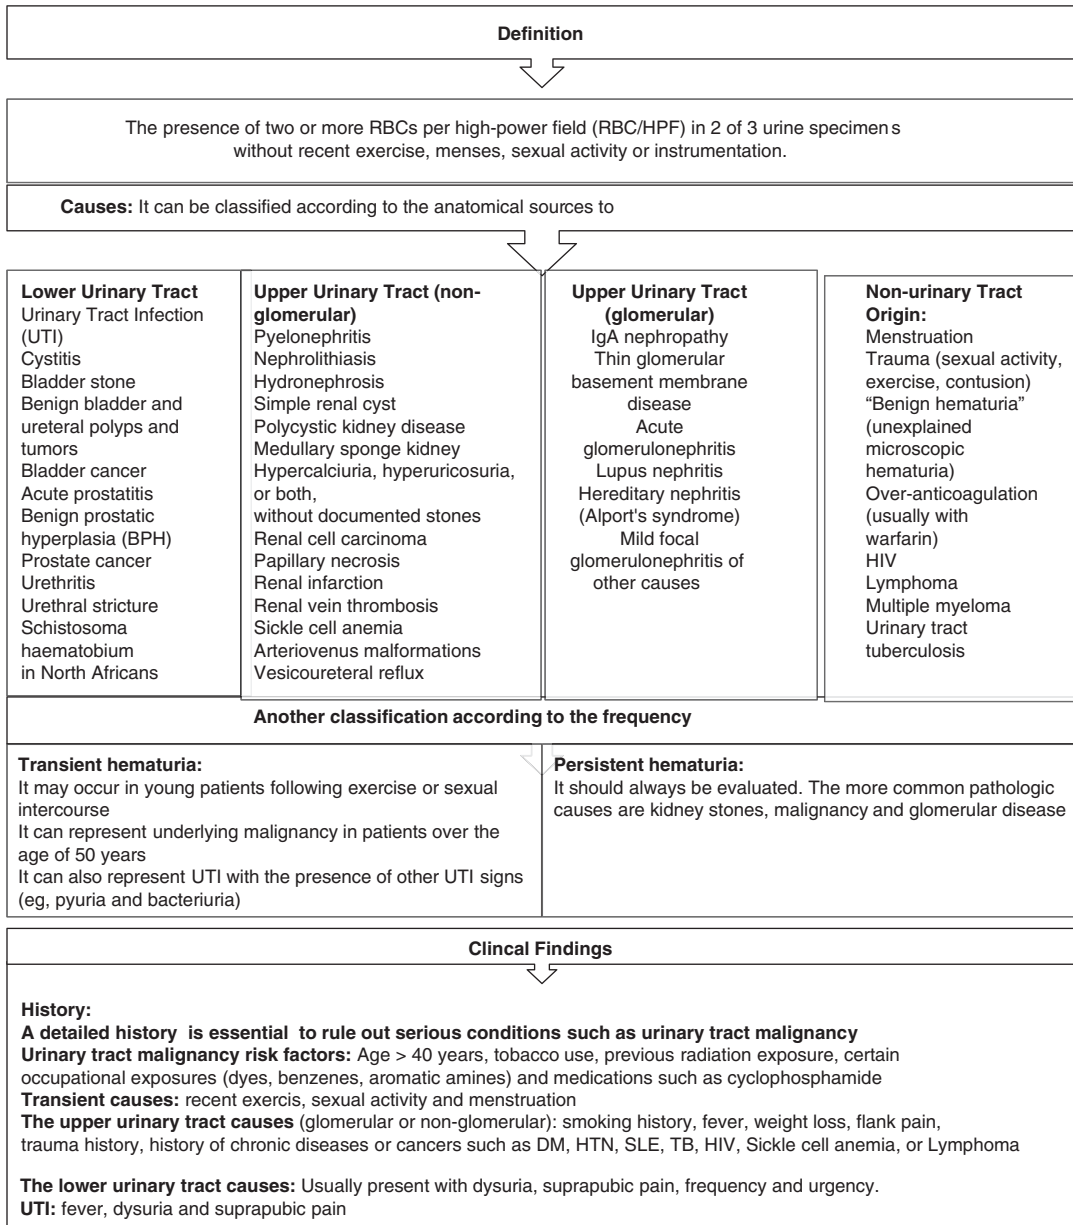 Definition
The presence of two or more RBCs per high-power field (RBC/HPF) in 2 of 3 urine specimens
without recent exercise, menses, sexual activity or instrumentation.
Causes: It can be classified according to the anatomical sources to
Lower Urinary Tract
Urinary Tract Infection
(UTI)
Cystitis
Bladder stone
Benign bladder and
ureteral polyps and
tumors
Bladder cancer
Acute prostatitis
Benign prostatic
hyperplasia (BPH)
Prostate cancer
Urethritis
Urethral stricture
Schistosoma
haematobium
in North Africans
Upper Urinary Tract (non-
glomerular)
Pyelonephritis
Nephrolithiasis
Hydronephrosis
Simple renal cyst
Polycystic kidney disease
Medullary sponge kidney
Hypercalciuria, hyperuricosuria,
or both,
without documented stones
Renal cell carcinoma
Papillary necrosis
Renal infarction
Renal vein thrombosis
Sickle cell anemia
Arteriovenus malformations
Vesicoureteral reflux
Upper Urinary Tract
(glomerular)
IgA nephropathy
Thin glomerular
basement membrane
disease
Acute
glomerulonephritis
Lupus nephritis
Hereditary nephritis
(Alport's syndrome)
Mild focal
glomerulonephritis of
other causes
Non-urinary Tract
Origin:
Menstruation
Trauma (sexual activity,
exercise, contusion)
“Benign hematuria”
(unexplained
microscopic
hematuria)
Over-anticoagulation
(usually with
warfarin)
HIV
Lymphoma
Multiple myeloma
Urinary tract
tuberculosis
Another classification according to the frequency
Transient hematuria:
It may occur in young patients following exercise or sexual
intercourse
It can represent underlying malignancy in patients over the
age of 50 years
It can also represent UTI with the presence of other UTI signs
(eg, pyuria and bacteriuria)
Persistent hematuria:
It should always be evaluated. The more common pathologic
causes are kidney stones, malignancy and glomerular disease
Clincal Findings
History:
A detailed history is essential to rule out serious conditions such as urinary tract malignancy
Urinary tract malignancy risk factors: Age > 40 years, tobacco use, previous radiation exposure, certain
occupational exposures (dyes, benzenes, aromatic amines) and medications such as cyclophosphamide
Transient causes: recent exercis, sexual activity and menstruation
The upper urinary tract causes (glomerular or non-glomerular): smoking history, fever, weight loss, flank pain,
trauma history, history of chronic diseases or cancers such as DM, HTN, SLE, TB, HIV, Sickle cell anemia, or Lymphoma
The lower urinary tract causes: Usually present with dysuria, suprapubic pain, frequency and urgency.
UTI: fever, dysuria and suprapubic pain